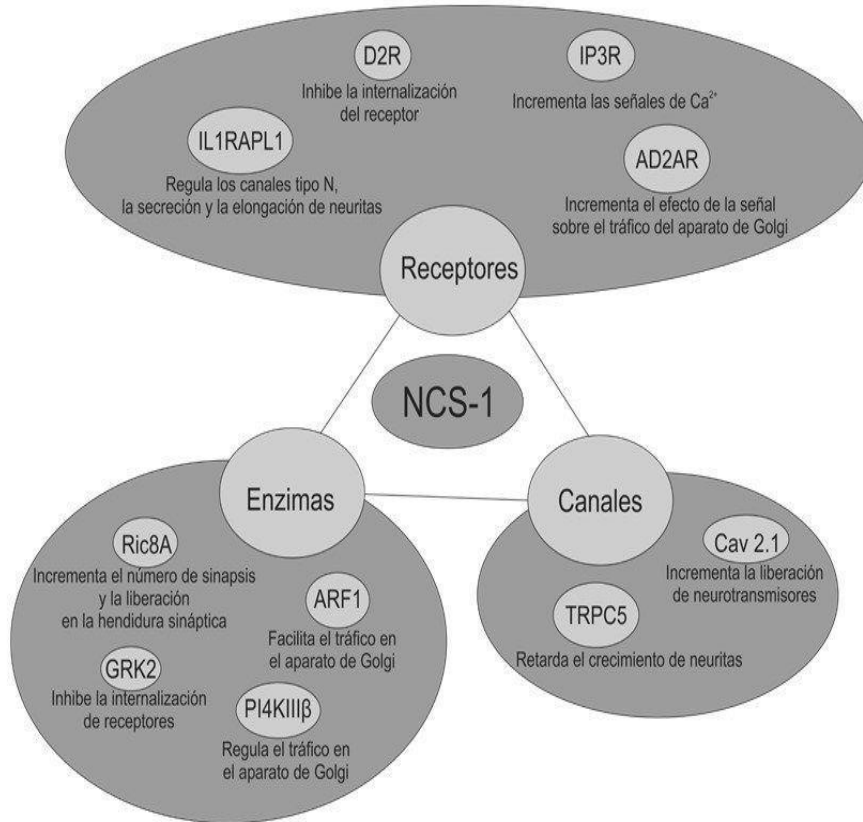 D2R
Inhibe la internalización
del receptor
IP3R
Incrementa las señales de Ca²⁺
IL1RAPL1
Regula los canales tipo N,
la secreción y la elongación de neuritas
AD2AR
Incrementa el efecto de la señal
sobre el tráfico del aparato de Golgi
Receptores
NCS-1
Enzimas
Ric8A
Incrementa el número de sinapsis
y la liberación
en la hendidura sináptica
ARF1
Facilita el tráfico en
el aparato de Golgi
GRK2
Inhibe la internalización
de receptores
PI4KIIIβ
Regula el tráfico en
el aparato de Golgi
Canales
Cav 2.1
Incrementa la liberación
de neurotransmisores
TRPC5
Retarda el crecimiento de neuritas